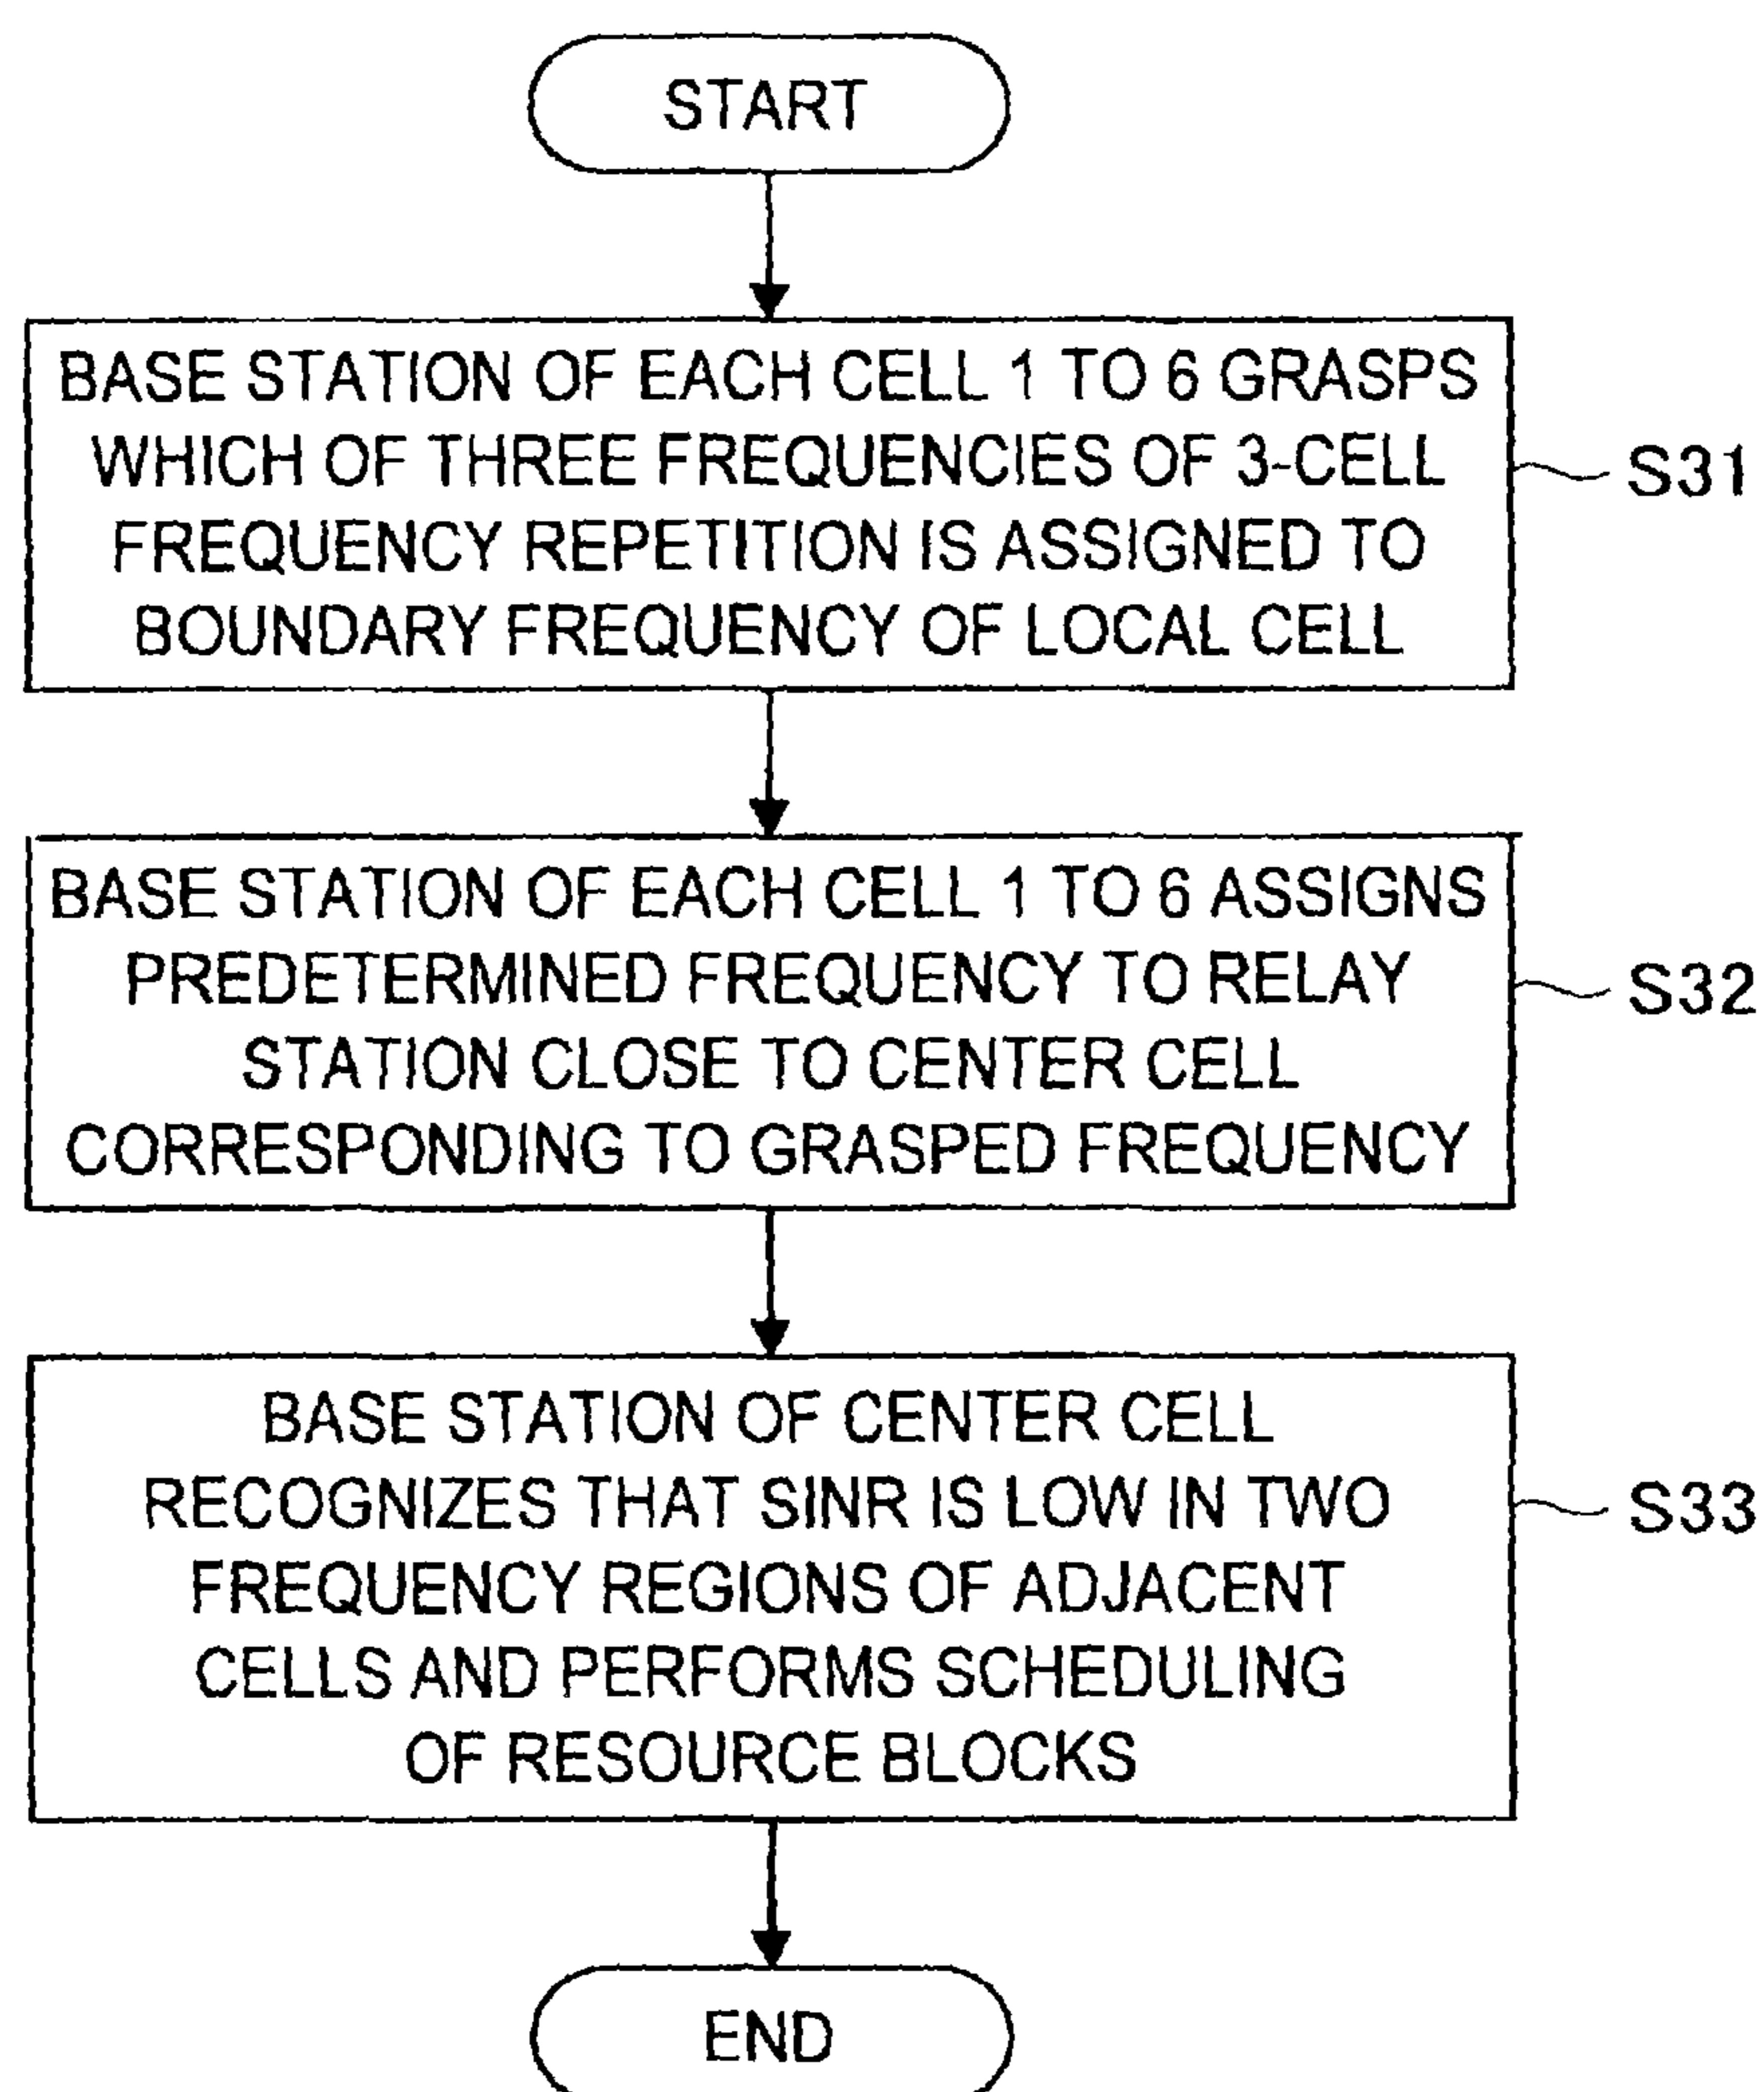 START
BASE STATION OF EACH CELL 1 TO 6 GRASPS
WHICH OF THREE FREQUENCIES OF 3-CELL
FREQUENCY REPETITION IS ASSIGNED TO
BOUNDARY FREQUENCY OF LOCAL CELL
S31
BASE STATION OF EACH CELL 1 TO 6 ASSIGNS
PREDETERMINED FREQUENCY TO RELAY
STATION CLOSE TO CENTER CELL
CORRESPONDING TO GRASPED FREQUENCY
S32
BASE STATION OF CENTER CELL
RECOGNIZES THAT SINR IS LOW IN TWO
FREQUENCY REGIONS OF ADJACENT
CELLS AND PERFORMS SCHEDULING
OF RESOURCE BLOCKS
S33
END